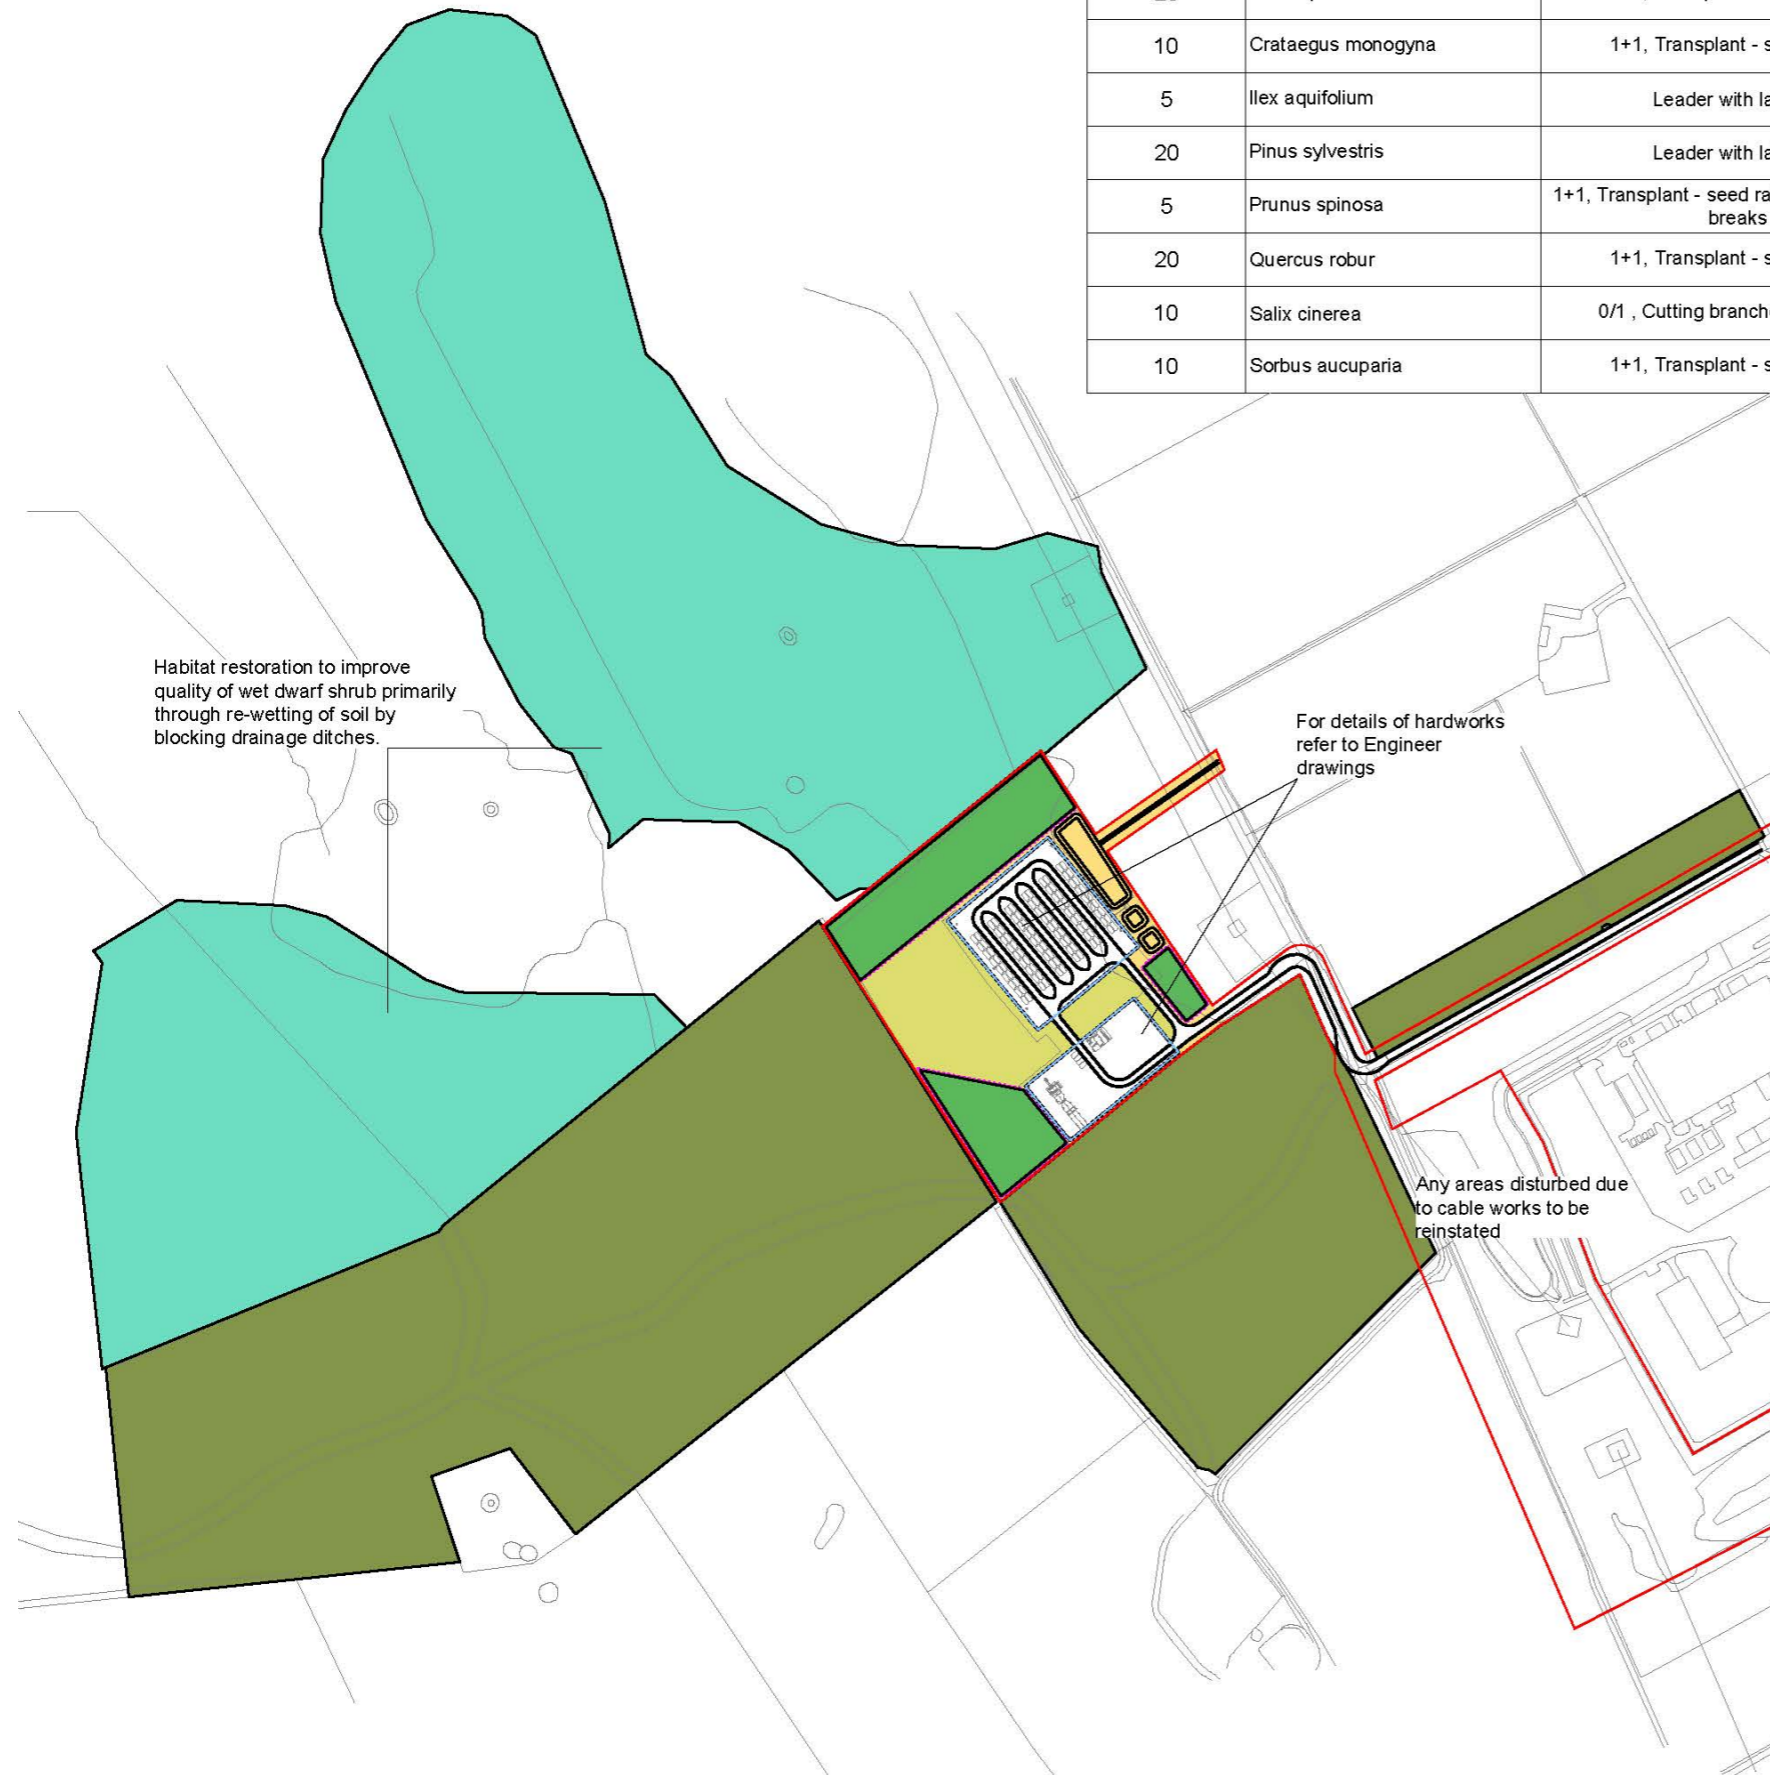 10 Crataegus monogyna 1+1, Transplant - s
5 Ilex aquifolium Leader with la
20 Pinus sylvestris Leader with la
5 Prunus spinosa 1+1, Transplant - seed ra
breaks
20 Quercus robur 1+1, Transplant - s
10 Salix cinerea 0/1 , Cutting branch
10 Sorbus aucuparia 1+1, Transplant - s
Habitat restoration to improve
quality of wet dwarf shrub primarily
through re-wetting of soil by
blocking drainage ditches.
For details of hardworks
refer to Engineer
drawings
Any areas disturbed due
to cable works to be
reinstated